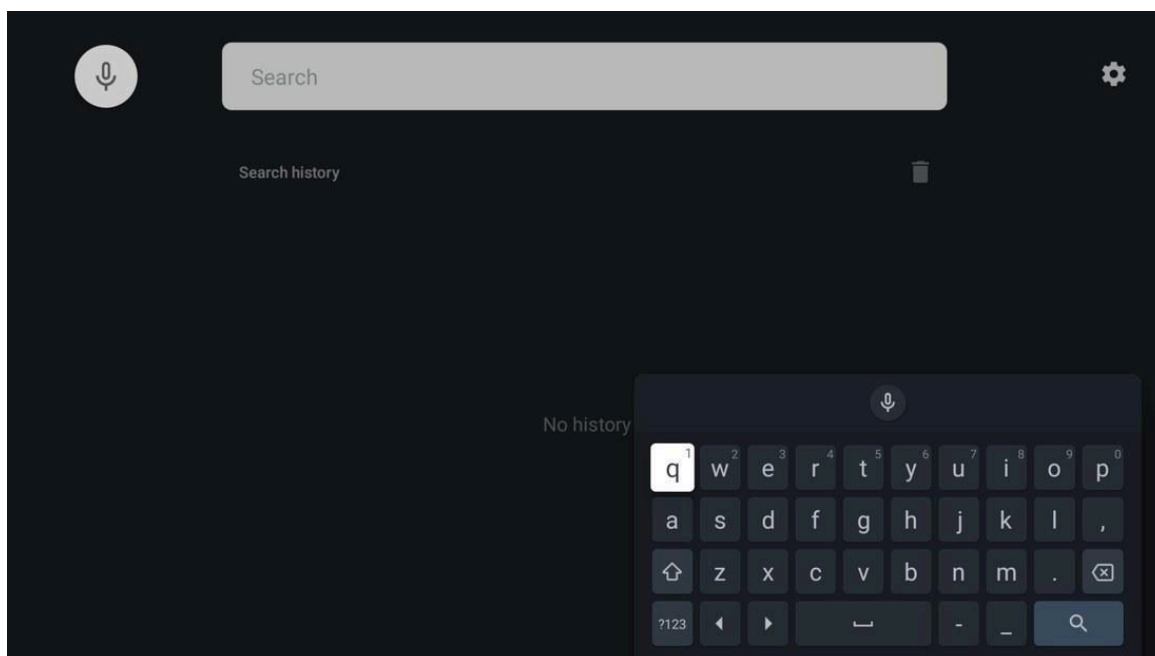 Search
Search history
No history
q 1 w 2 e 3 r 4 t 5 y 6 u 7 i 8 o 9 p 0
a s d f g h j k l ,
z x c v b n m .
?123 - _